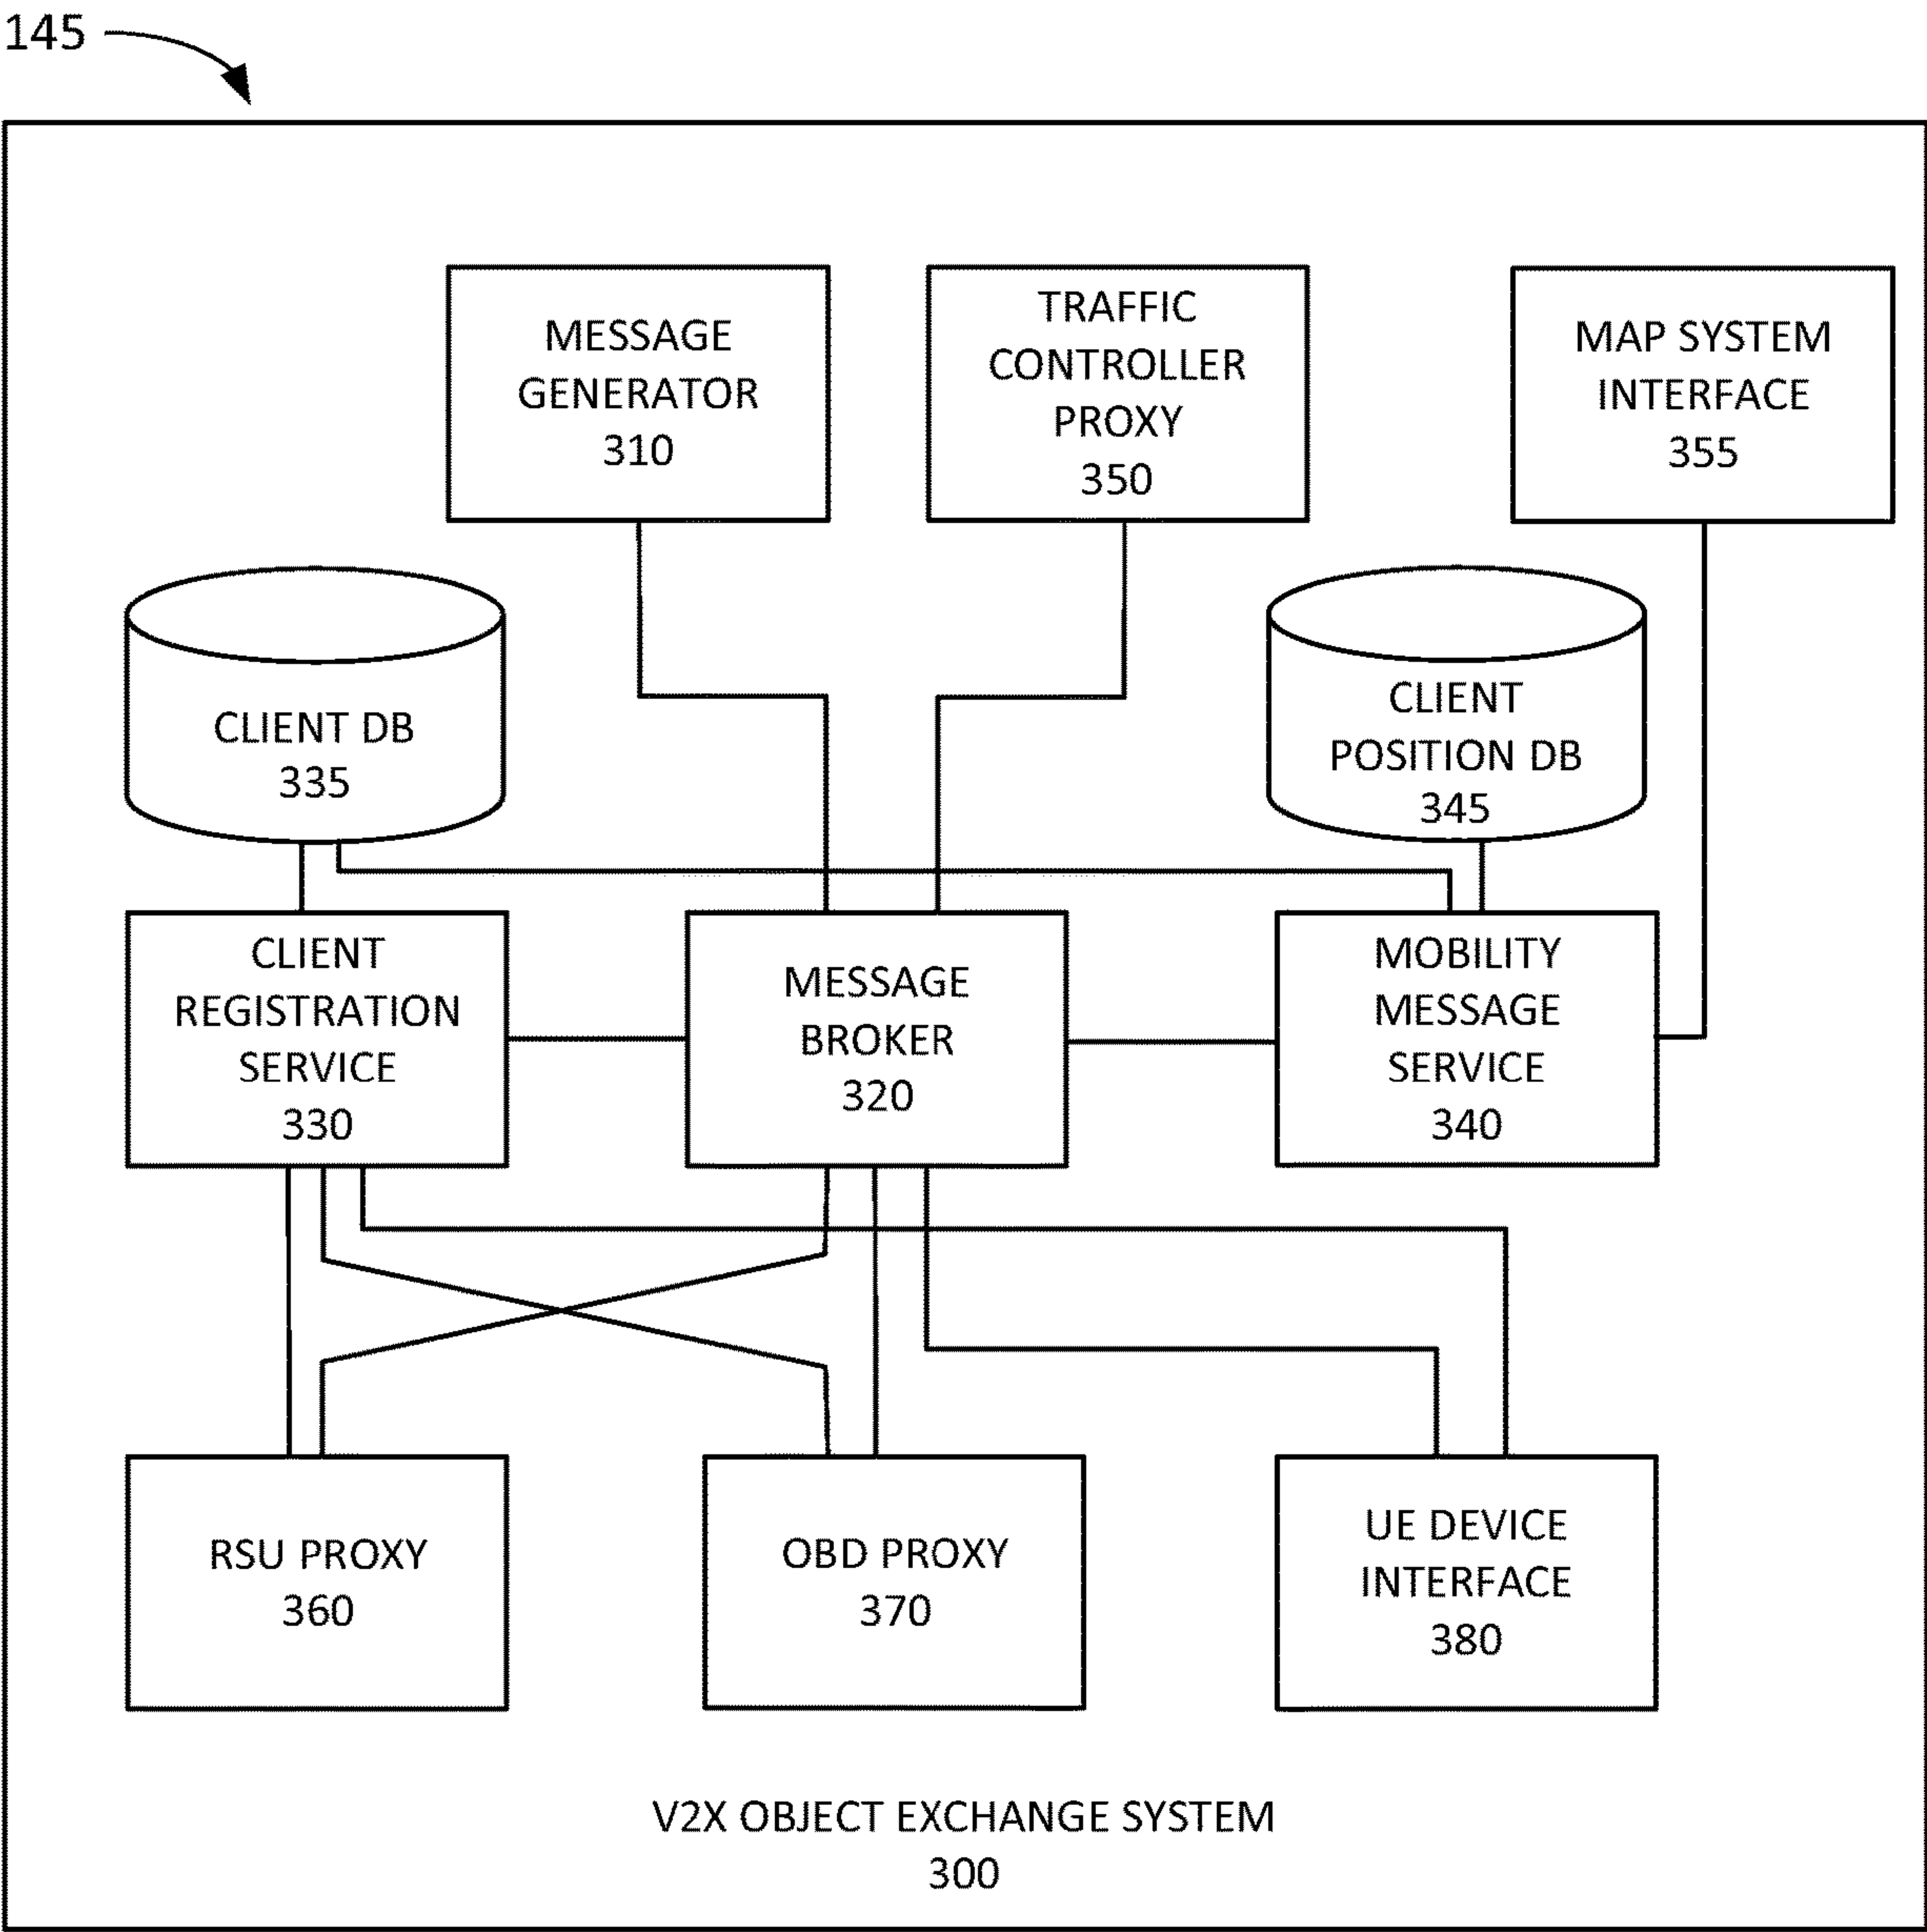 145
MESSAGE
GENERATOR
310
TRAFFIC
CONTROLLER
PROXY
350
MAP SYSTEM
INTERFACE
355
CLIENT DB
335
CLIENT
POSITION DB
345
CLIENT
REGISTRATION
SERVICE
330
MESSAGE
BROKER
320
MOBILITY
MESSAGE
SERVICE
340
RSU PROXY
360
OBD PROXY
370
UE DEVICE
INTERFACE
380
V2X OBJECT EXCHANGE SYSTEM
300